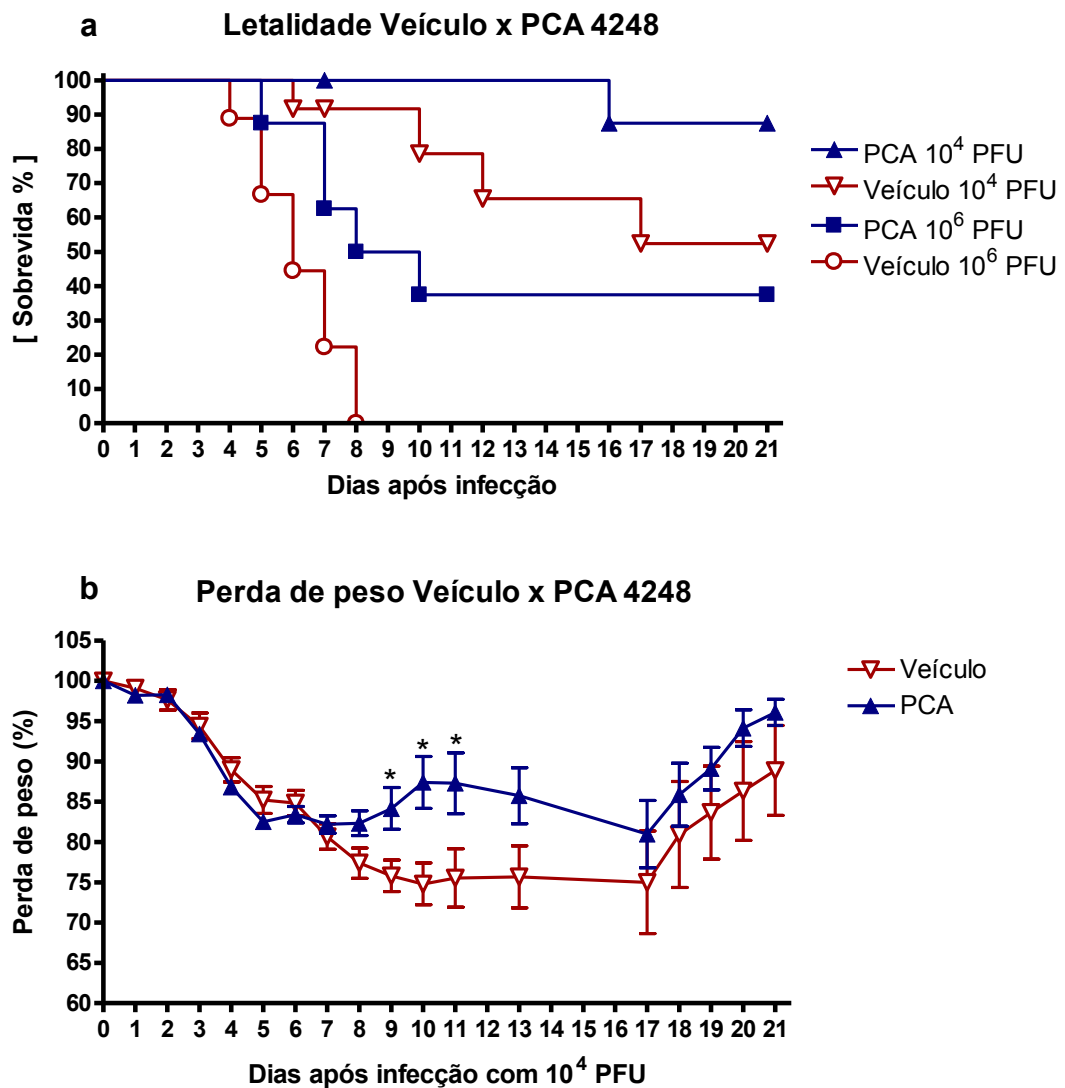 a Letalidade Veículo x PCA 4248
100
90
80
70
60
50
40
30
20
10
0
[ Sobrevida % ]
0 1 2 3 4 5 6 7 8 9 10 11 12 13 14 15 16 17 18 19 20 21
Dias após infecção
PCA 10⁴ PFU
Veículo 10⁴ PFU
PCA 10⁶ PFU
Veículo 10⁶ PFU
b Perda de peso Veículo x PCA 4248
105
100
95
90
85
80
75
70
65
60
Perda de peso (%)
* * *
0 1 2 3 4 5 6 7 8 9 10 11 12 13 14 15 16 17 18 19 20 21
Dias após infecção com 10⁴ PFU
Veículo
PCA